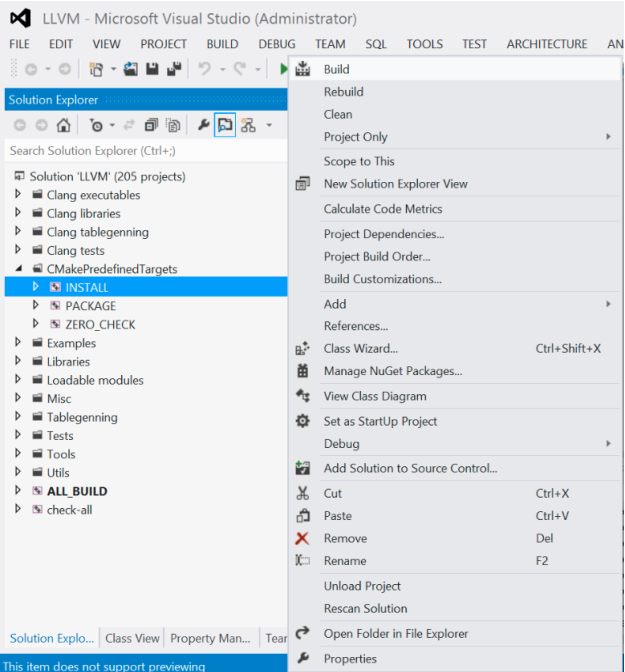 LLVM - Microsoft Visual Studio (Administrator)
FILE EDIT VIEW PROJECT BUILD DEBUG TEAM SQL TOOLS TEST ARCHITECTURE AN
Solution Explorer
Search Solution Explorer (Ctrl+;)
Solution 'LLVM' (205 projects)
Clang executables
Clang libraries
Clang tablegenning
Clang tests
CMakePredefinedTargets
INSTALL
PACKAGE
ZERO_CHECK
Examples
Libraries
Loadable modules
Misc
Tablegenning
Tests
Tools
Utils
ALL_BUILD
check-all
Solution Explo... Class View Property Man... Tear
This item does not support previewing
Build
Rebuild
Clean
Project Only
Scope to This
New Solution Explorer View
Calculate Code Metrics
Project Dependencies...
Project Build Order...
Build Customizations...
Add
References...
Class Wizard... Ctrl+Shift+X
Manage NuGet Packages...
View Class Diagram
Set as StartUp Project
Debug
Add Solution to Source Control...
Cut Ctrl+X
Paste Ctrl+V
Remove Del
Rename F2
Unload Project
Rescan Solution
Open Folder in File Explorer
Properties